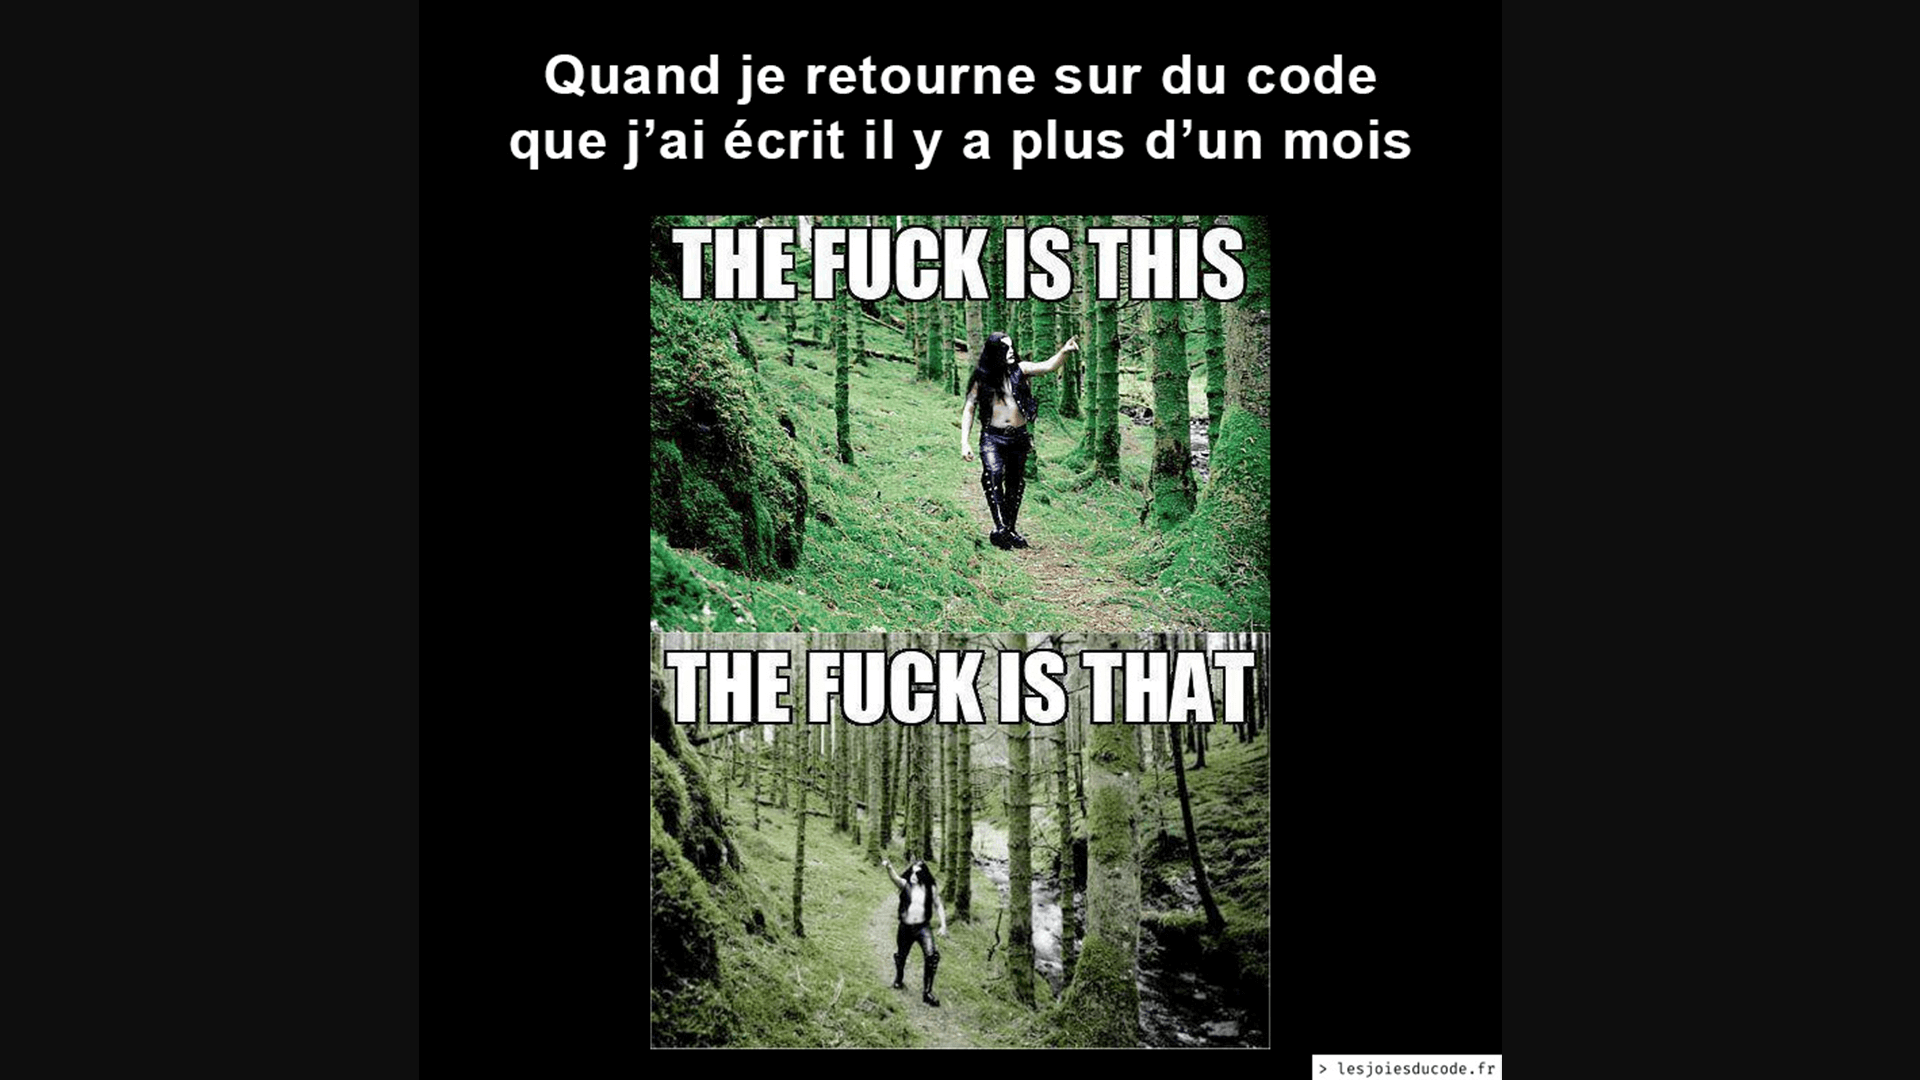 Quand je retourne sur du code
que j’ai écrit il y a plus d’un mois
THE FUCK IS THIS
THE FUCK IS THAT
> lesjoiesducode.fr